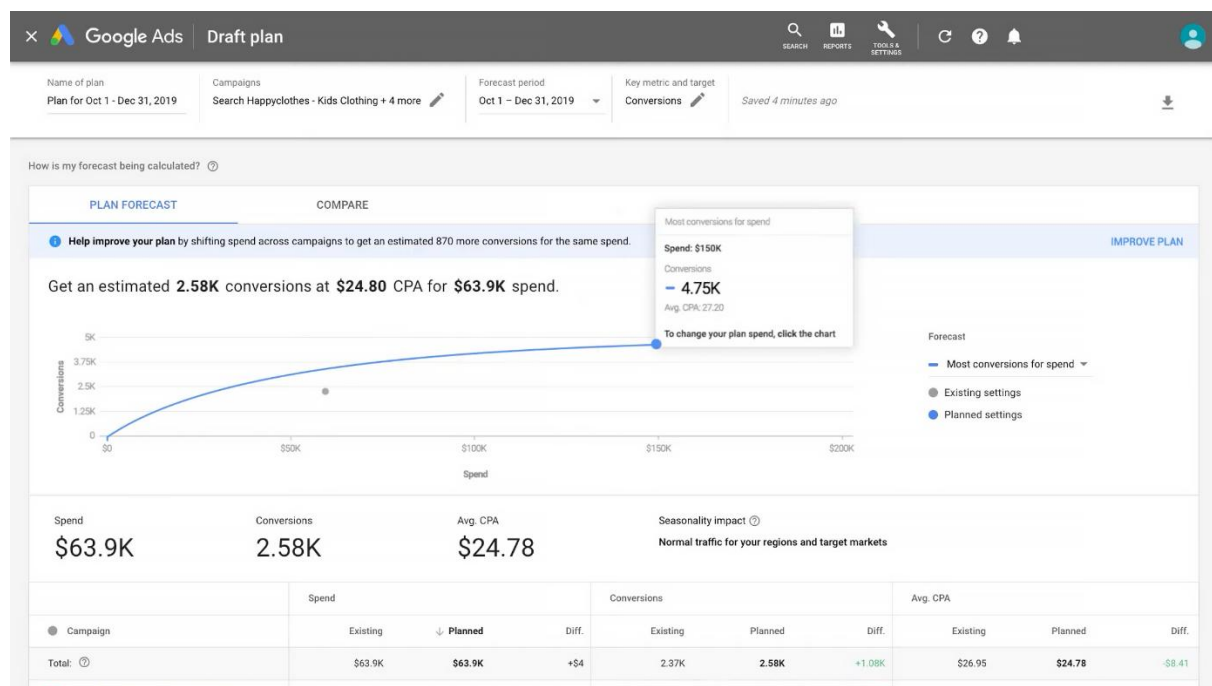 Google Ads Draft plan
SEARCH REPORTS TOOLS & SETTINGS
Name of plan Campaigns Forecast period Key metric and target
Plan for Oct 1 - Dec 31, 2019 Search Happyclothes - Kids Clothing + 4 more Oct 1 – Dec 31, 2019 Conversions Saved 4 minutes ago
How is my forecast being calculated?
PLAN FORECAST COMPARE
Help improve your plan by shifting spend across campaigns to get an estimated 870 more conversions for the same spend. IMPROVE PLAN
Get an estimated 2.58K conversions at $24.80 CPA for $63.9K spend.
Most conversions for spend
Spend: $150K
Conversions
4.75K
Avg. CPA: 27.20
To change your plan spend, click the chart
Conversions
5K
3.75K
2.5K
1.25K
0
$0 $50K $100K $150K $200K
Spend
Forecast
Most conversions for spend
Existing settings
Planned settings
Spend Conversions Avg. CPA Seasonality impact
$63.9K 2.58K $24.78 Normal traffic for your regions and target markets
Spend Conversions Avg. CPA
Campaign Existing Planned Diff. Existing Planned Diff. Existing Planned Diff.
Total: $63.9K $63.9K +$4 2.37K 2.58K +1.08K $26.95 $24.78 -$8.41